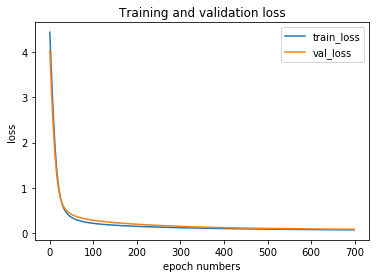 Training and validation loss
train_loss
val_loss
loss
4
3
2
1
0
0 100 200 300 400 500 600 700
epoch numbers